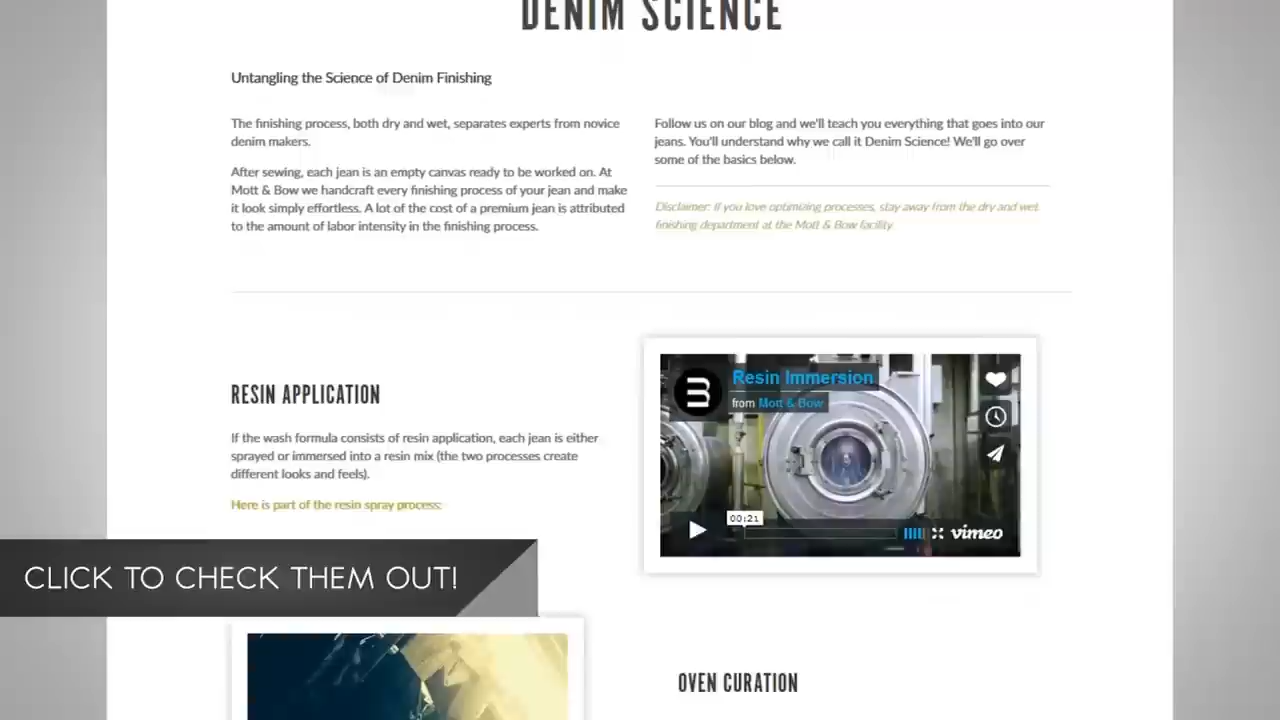 DENIM SCIENCE
Untangling the Science of Denim Finishing
The finishing process, both dry and wet, separates experts from novice
denim makers.
After sewing, each jean is an empty canvas ready to be worked on. At
Mott & Bow we handcraft every finishing process of your jean and make
it look simply effortless. A lot of the cost of a premium jean is attributed
to the amount of labor intensity in the finishing process.
Follow us on our blog and we'll teach you everything that goes into our
jeans. You'll understand why we call it Denim Science! We'll go over
some of the basics below.
Disclaimer: If you love optimizing processes, stay away from the dry and wet
finishing department at the Mott & Bow facility.
RESIN APPLICATION
If the wash formula consists of resin application, each jean is either
sprayed or immersed into a resin mix (the two processes create
different looks and feels).
Here is part of the resin spray process:
Resin Immersion
from Mott & Bow
00:21
vimeo
CLICK TO CHECK THEM OUT!
OVEN CURATION